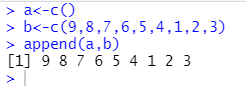 > a<-c()
> b<-c(9,8,7,6,5,4,1,2,3)
> append(a,b)
[1] 9 8 7 6 5 4 1 2 3
>